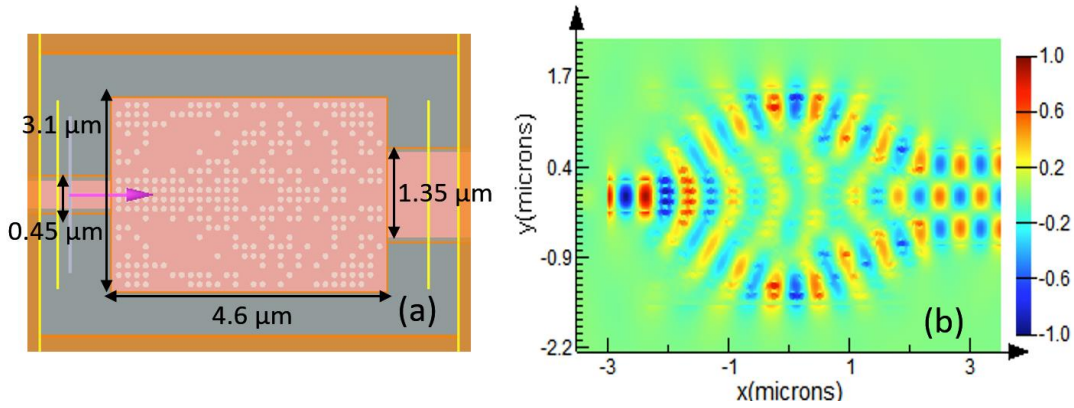 3.1 μm
0.45 μm
1.35 μm
4.6 μm
(a)
y(microns)
1.7
0.4
-0.9
-2.2
-3
-1
1
3
x(microns)
(b)
1.0
0.6
0.2
-0.2
-0.6
-1.0